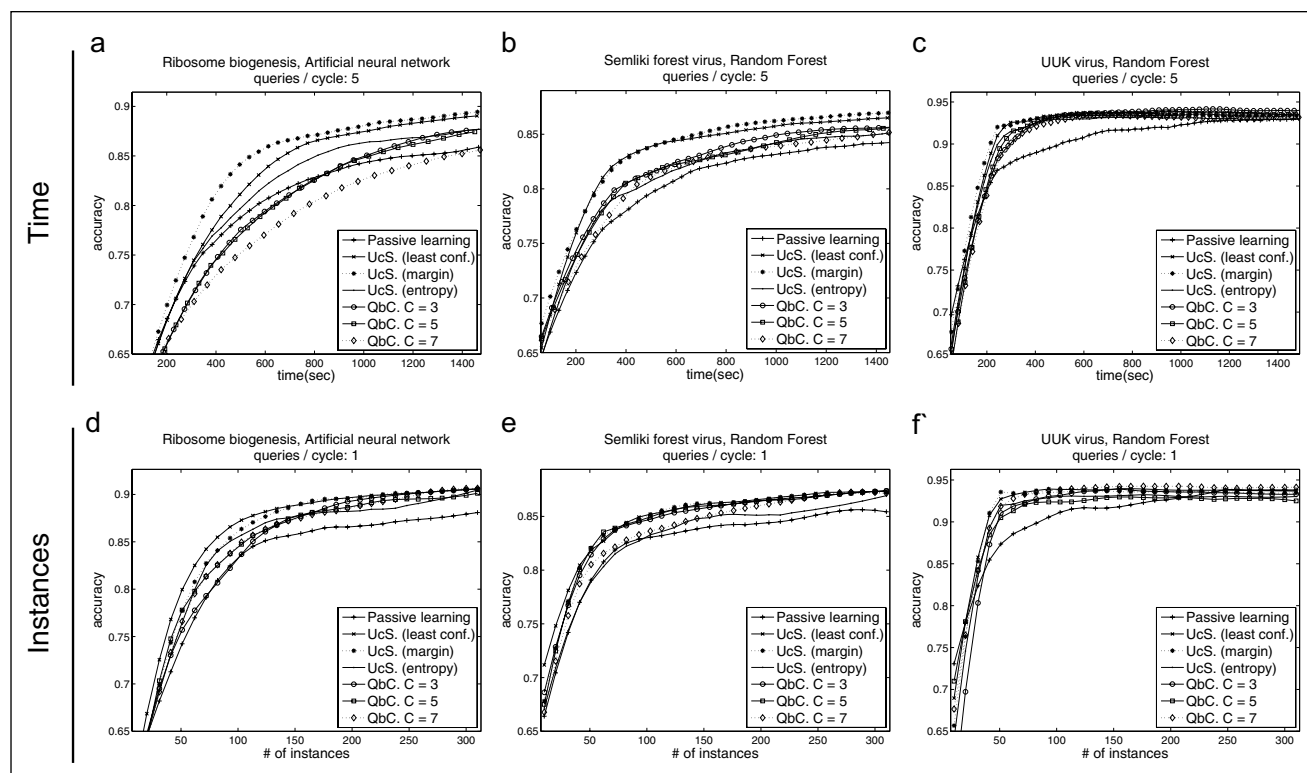 Time
a
Ribosome biogenesis, Artificial neural network
queries / cycle: 5
0.9
0.85
0.8
0.75
0.7
0.65
accuracy
Passive learning
UcS. (least conf.)
UcS. (margin)
UcS. (entropy)
QbC. C = 3
QbC. C = 5
QbC. C = 7
200 400 600 800 1000 1200 1400
time(sec)
b
Semliki forest virus, Random Forest
queries / cycle: 5
0.85
0.8
0.75
0.7
0.65
accuracy
Passive learning
UcS. (least conf.)
UcS. (margin)
UcS. (entropy)
QbC. C = 3
QbC. C = 5
QbC. C = 7
200 400 600 800 1000 1200 1400
time(sec)
c
UUK virus, Random Forest
queries / cycle: 5
0.95
0.9
0.85
0.8
0.75
0.7
0.65
accuracy
Passive learning
UcS. (least conf.)
UcS. (margin)
UcS. (entropy)
QbC. C = 3
QbC. C = 5
QbC. C = 7
200 400 600 800 1000 1200 1400
time(sec)
Instances
d
Ribosome biogenesis, Artificial neural network
queries / cycle: 1
0.9
0.85
0.8
0.75
0.7
0.65
accuracy
Passive learning
UcS. (least conf.)
UcS. (margin)
UcS. (entropy)
QbC. C = 3
QbC. C = 5
QbC. C = 7
50 100 150 200 250 300
# of instances
e
Semliki forest virus, Random Forest
queries / cycle: 1
0.85
0.8
0.75
0.7
0.65
accuracy
Passive learning
UcS. (least conf.)
UcS. (margin)
UcS. (entropy)
QbC. C = 3
QbC. C = 5
QbC. C = 7
50 100 150 200 250 300
# of instances
f`
UUK virus, Random Forest
queries / cycle: 1
0.95
0.9
0.85
0.8
0.75
0.7
0.65
accuracy
Passive learning
UcS. (least conf.)
UcS. (margin)
UcS. (entropy)
QbC. C = 3
QbC. C = 5
QbC. C = 7
50 100 150 200 250 300
# of instances